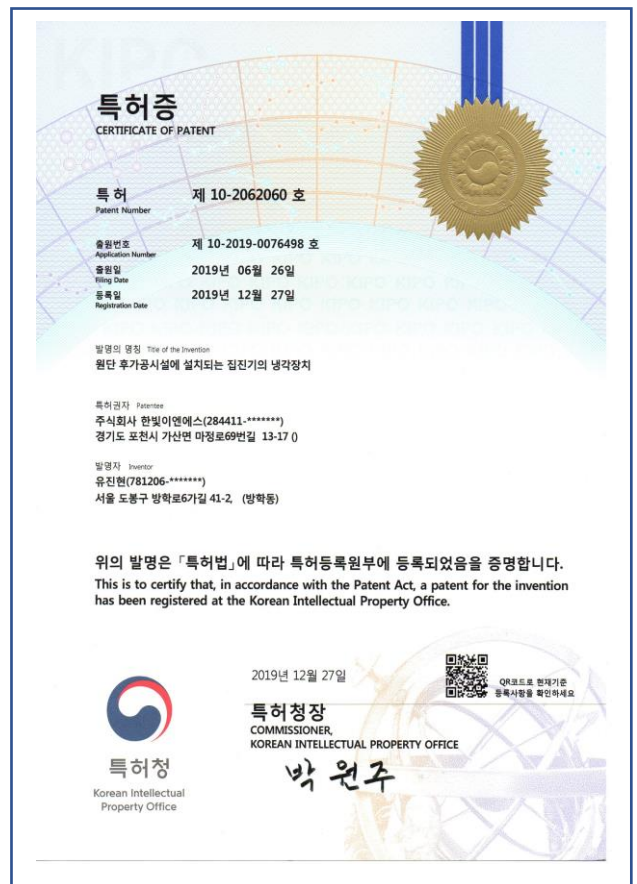 KIPO
특허증
CERTIFICATE OF PATENT
특 허 제 10-2062060 호
Patent Number
출원번호 제 10-2019-0076498 호
Application Number
출원일 2019년 06월 26일
Filing Date
등록일 2019년 12월 27일
Registration Date
발명의 명칭 Title of the Invention
원단 후가공시설에 설치되는 집진기의 냉각장치
특허권자 Patentee
주식회사 한빛이엔에스(284411-*******)
경기도 포천시 가산면 마정로69번길 13-17 ()
발명자 Inventor
유진현(781206-*******)
서울 도봉구 방학로6가길 41-2, (방학동)
위의 발명은 「특허법」에 따라 특허등록원부에 등록되었음을 증명합니다.
This is to certify that, in accordance with the Patent Act, a patent for the invention
has been registered at the Korean Intellectual Property Office.
2019년 12월 27일
QR코드로 현재기준
등록사항을 확인하세요
특허청장
COMMISSIONER,
KOREAN INTELLECTUAL PROPERTY OFFICE
박원주
특허청
Korean Intellectual
Property Office